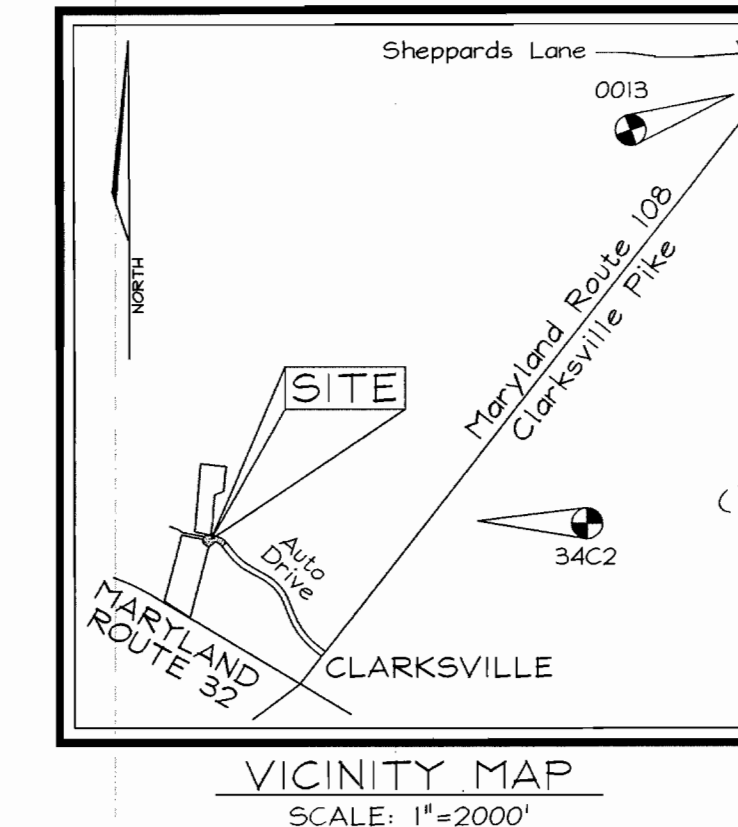 Sheppards Lane
0013
NORTH
Maryland Route 108
Clarksville Pike
SITE
34C2
Auto
Drive
MARYLAND
ROUTE 32
CLARKSVILLE
VICINITY MAP
SCALE: 1"=2000'